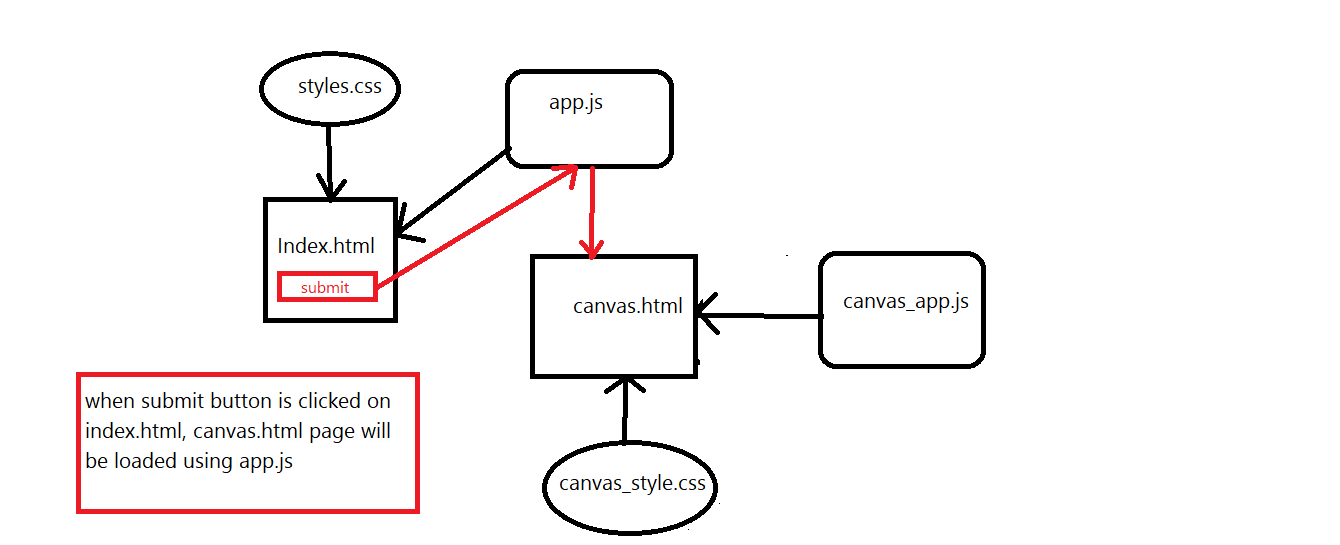 styles.css
app.js
Index.html
submit
canvas.html
canvas_app.js
when submit button is clicked on
index.html, canvas.html page will
be loaded using app.js
canvas_style.css